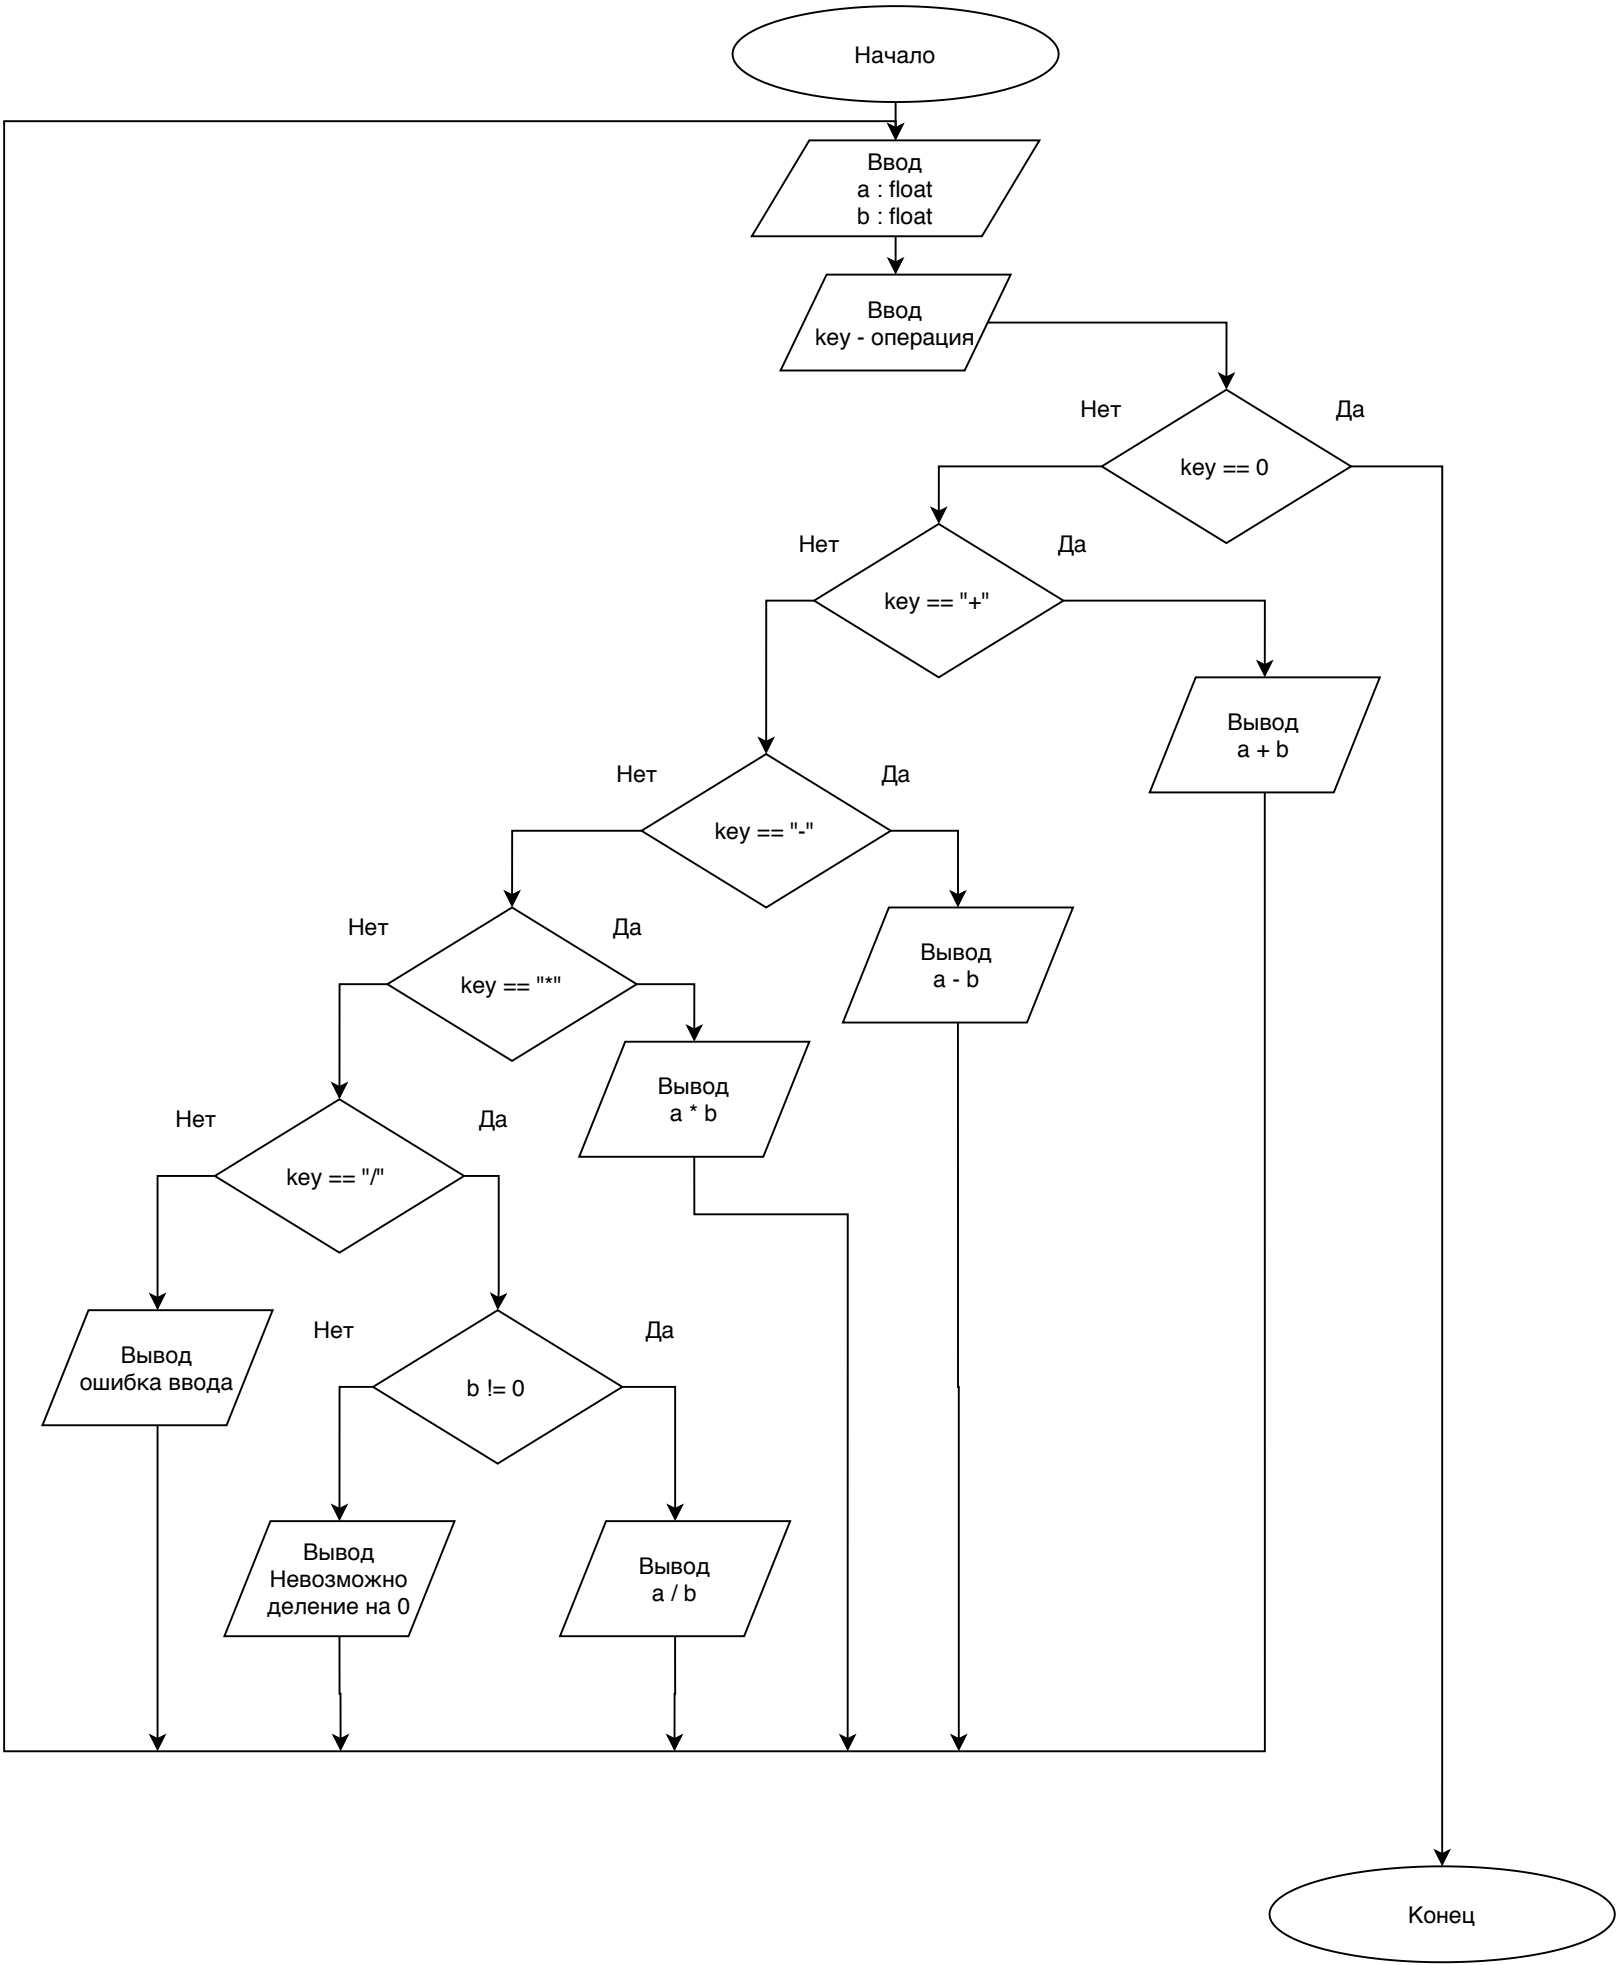 Начало
Ввод
a : float
b : float
Ввод
key - операция
Нет
Да
key == 0
Нет
Да
key == "+"
Вывод
a + b
Нет
Да
key == "-"
Нет
Да
Вывод
a - b
key == "*"
Вывод
a * b
Нет
Да
key == "/"
Нет
Да
Вывод
ошибка ввода
b != 0
Вывод
Невозможно
деление на 0
Вывод
a / b
Конец